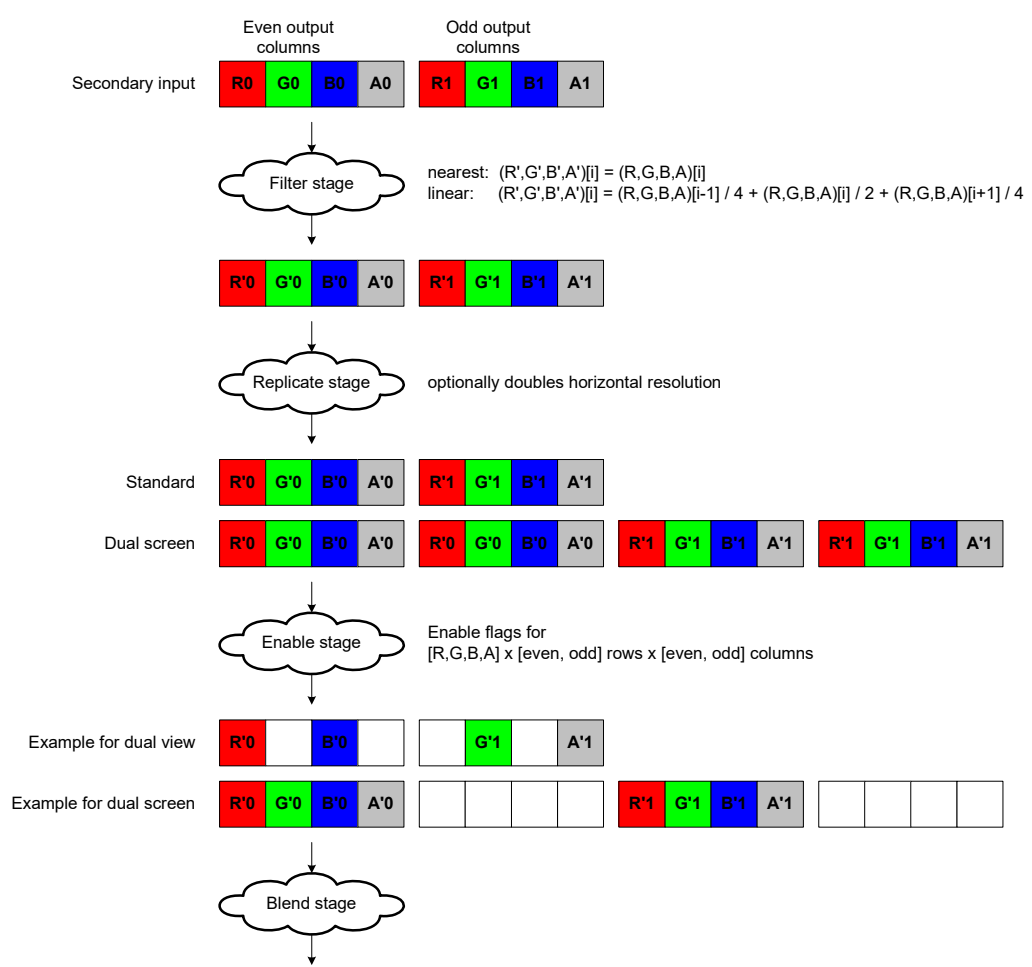 Even output
columns
Odd output
columns
Secondary input
R0 G0 B0 A0 R1 G1 B1 A1
Filter stage
nearest: (R',G',B',A')[i] = (R,G,B,A)[i]
linear: (R',G',B',A')[i] = (R,G,B,A)[i-1] / 4 + (R,G,B,A)[i] / 2 + (R,G,B,A)[i+1] / 4
R'0 G'0 B'0 A'0 R'1 G'1 B'1 A'1
Replicate stage
optionally doubles horizontal resolution
Standard
R'0 G'0 B'0 A'0 R'1 G'1 B'1 A'1
Dual screen
R'0 G'0 B'0 A'0 R'0 G'0 B'0 A'0 R'1 G'1 B'1 A'1 R'1 G'1 B'1 A'1
Enable stage
Enable flags for
[R,G,B,A] x [even, odd] rows x [even, odd] columns
Example for dual view
R'0 B'0 G'1 A'1
Example for dual screen
R'0 G'0 B'0 A'0 R'1 G'1 B'1 A'1
Blend stage